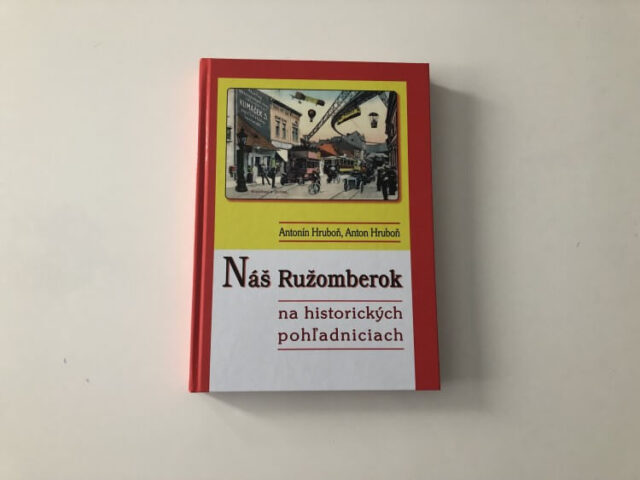 Antonín Hruboň, Anton Hruboň
Náš Ružomberok
na historických
pohľadniciach